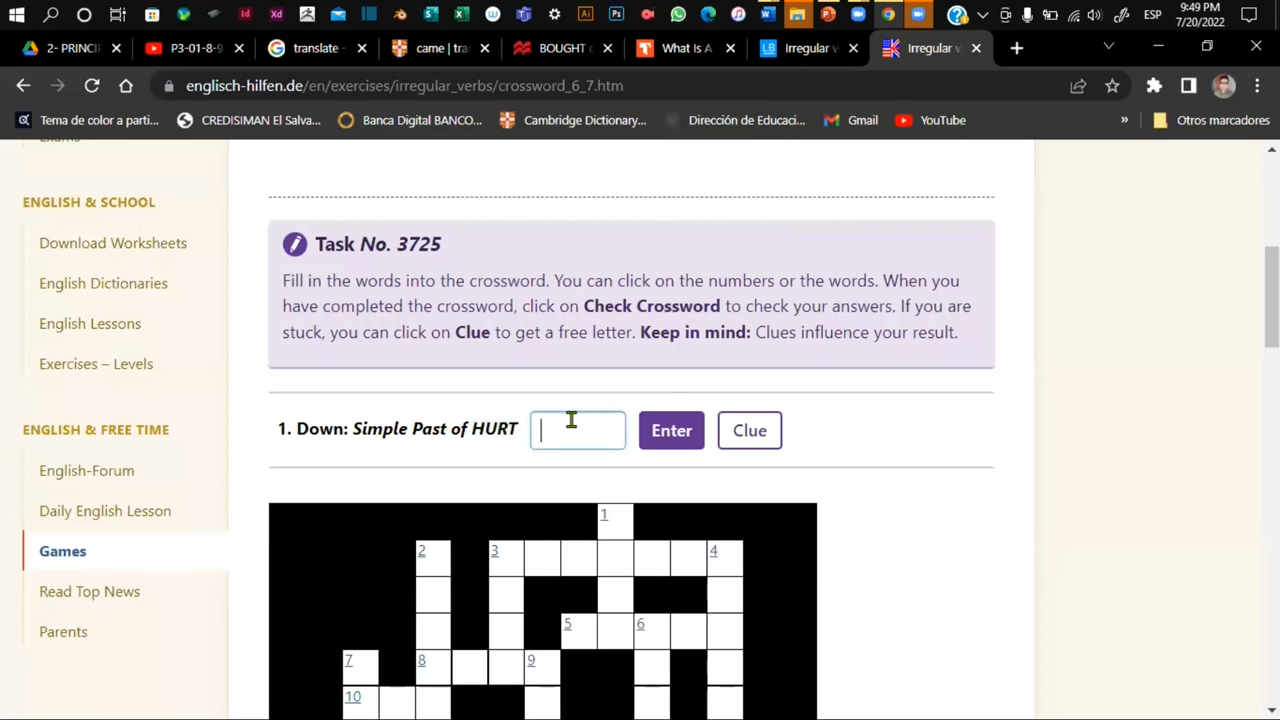 9:49 PM
ESP
7/20/2022
2- PRINCI
P3-01-8-9
translate -
came | tra
BOUGHT
What Is A
Irregular v
Irregular v
englisch-hilfen.de/en/exercises/irregular_verbs/crossword_6_7.htm
Tema de color a parti...
CREDISIMAN El Salva...
Banca Digital BANCO...
Cambridge Dictionary...
Dirección de Educaci...
Gmail
YouTube
»
Otros marcadores
Exams
ENGLISH & SCHOOL
Download Worksheets
English Dictionaries
English Lessons
Exercises – Levels
ENGLISH & FREE TIME
English-Forum
Daily English Lesson
Games
Read Top News
Parents
Task No. 3725
Fill in the words into the crossword. You can click on the numbers or the words. When you
have completed the crossword, click on Check Crossword to check your answers. If you are
stuck, you can click on Clue to get a free letter. Keep in mind: Clues influence your result.
1. Down: Simple Past of HURT
Enter
Clue
1
2 3 4
5 6
7 8 9
10